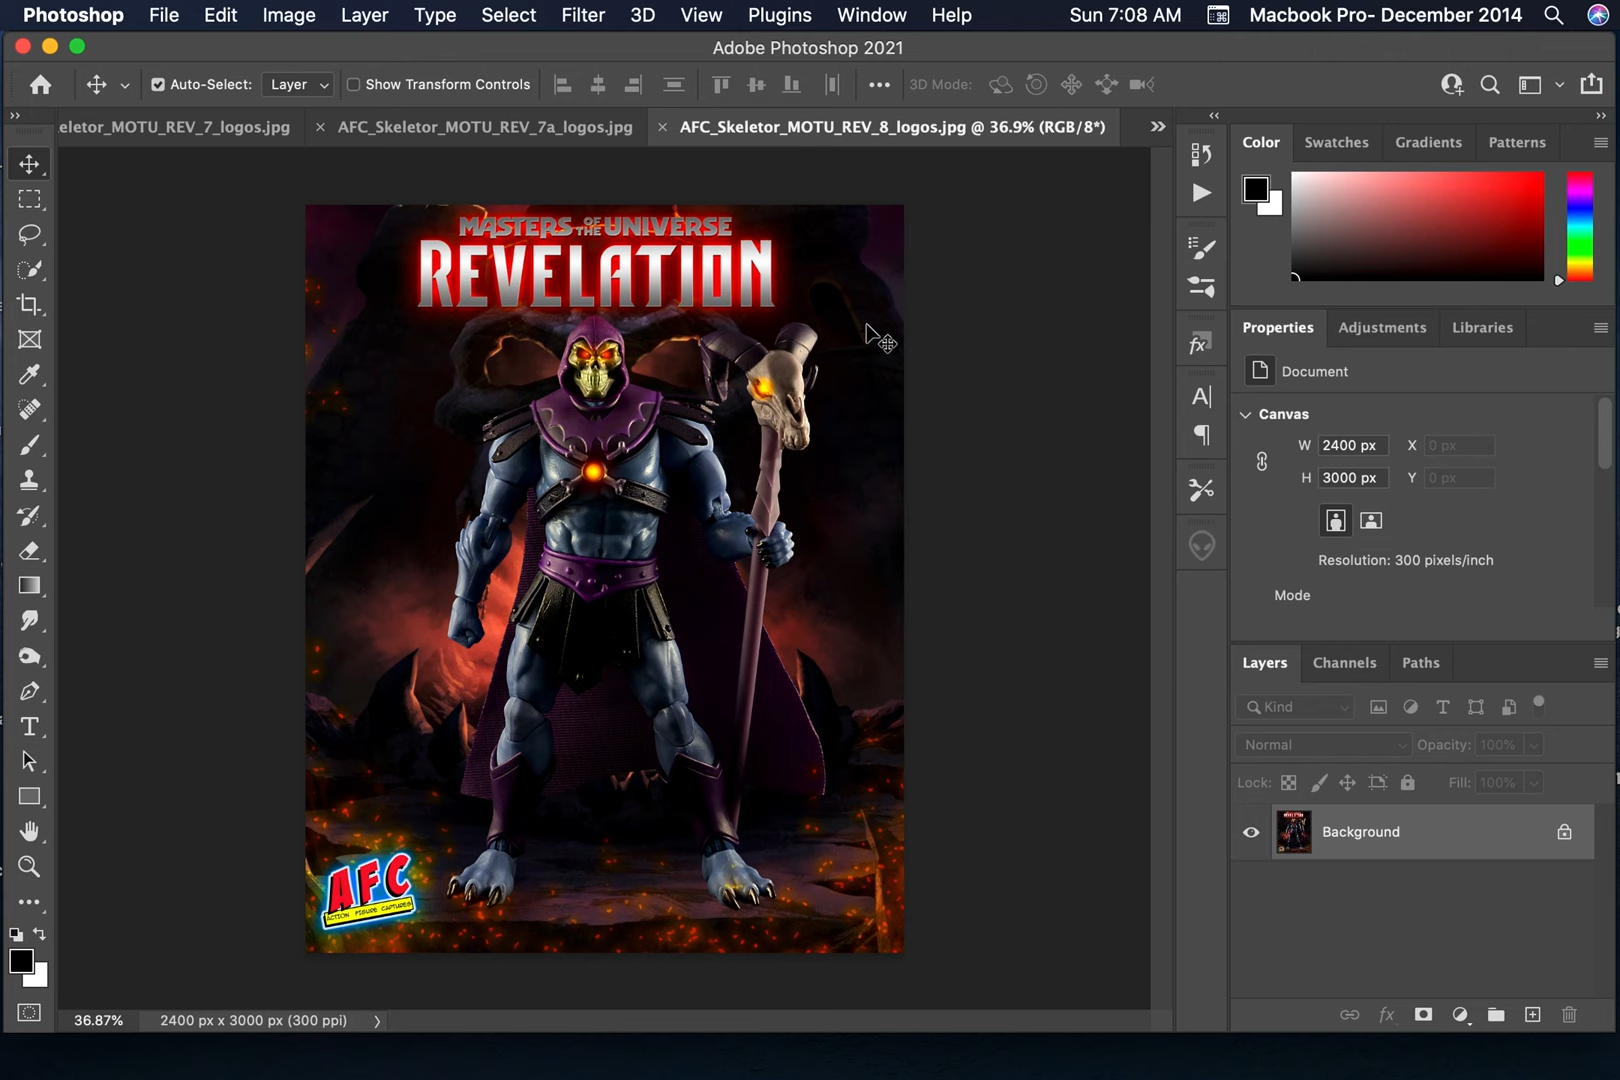 Photoshop File Edit Image Layer Type Select Filter 3D View Plugins Window Help Sun 7:08 AM Macbook Pro- December 2014
Adobe Photoshop 2021
Auto-Select: Layer Show Transform Controls 3D Mode:
eletor_MOTU_REV_7_logos.jpg AFC_Skeletor_MOTU_REV_7a_logos.jpg AFC_Skeletor_MOTU_REV_8_logos.jpg @ 36.9% (RGB/8*)
Color Swatches Gradients Patterns
MASTERS OF THE UNIVERSE
REVELATION
Properties Adjustments Libraries
Document
Canvas
W 2400 px X 0 px
H 3000 px Y 0 px
Resolution: 300 pixels/inch
Mode
Layers Channels Paths
Kind
Normal Opacity: 100%
Lock: Fill: 100%
Background
AFC
ACTION FIGURE CAPTURES
36.87% 2400 px x 3000 px (300 ppi)